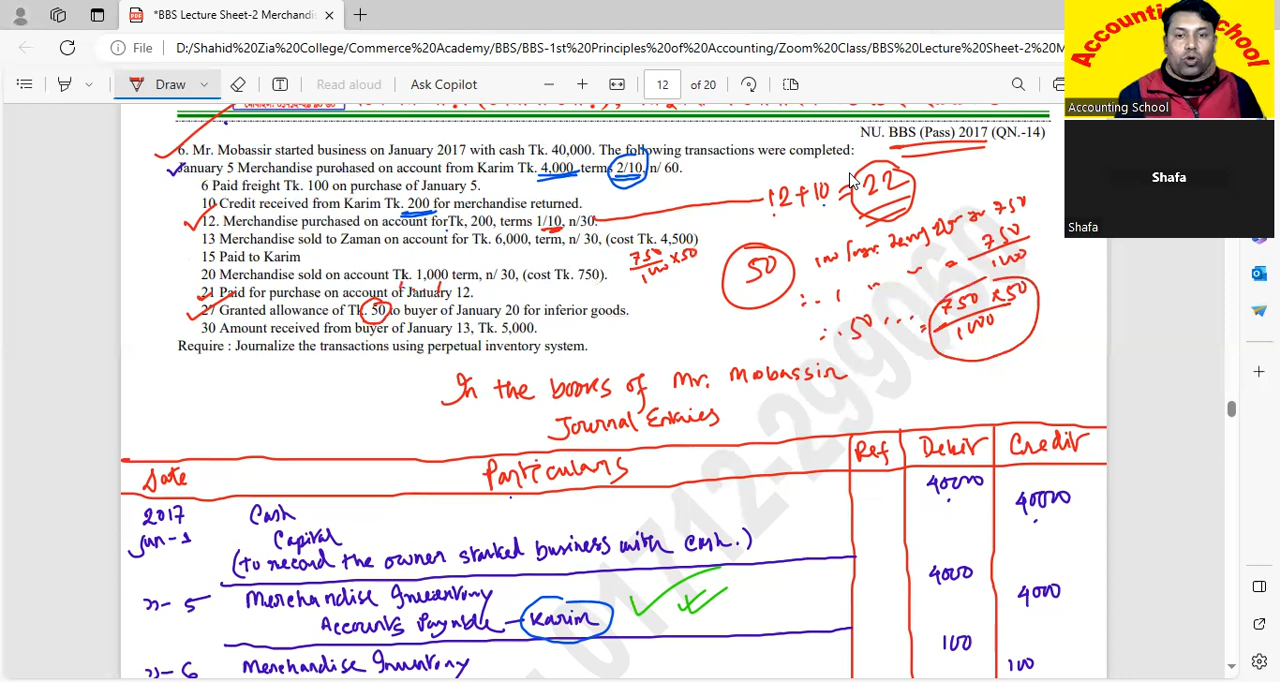 *BBS Lecture Sheet-2 Merchandi:
File
D:/Shahid%20Zia%20College/Commerce%20Academy/BBS/BBS-1st%20Principles%20of%20Accounting/Zoom%20Class/BBS%20Lecture%20Sheet-2%20M
Draw
Read aloud
Ask Copilot
12 of 20
Accounting School
Accounting School
Shafa
Shafa
NU. BBS (Pass) 2017 (QN.-14)
6. Mr. Mobassir started business on January 2017 with cash Tk. 40,000. The following transactions were completed:
January 5 Merchandise purohased on account from Karim Tk. 4,000 terms 2/10, n/ 60.
6 Paid freight Tk. 100 on purchase of January 5.
10 Credit received from Karim Tk. 200 for merchandise returned.
12. Merchandise purchased on account forTk, 200, terms 1/10, n/30.
12+10 = 22
13 Merchandise sold to Zaman on account for Tk. 6,000, term, n/ 30, (cost Tk. 4,500)
15 Paid to Karim
20 Merchandise sold on account Tk. 1,000 term, n/ 30, (cost Tk. 750).
21 Paid for purchase on account of January 12.
27 Granted allowance of Tk. 50 to buyer of January 20 for inferior goods.
30 Amount received from buyer of January 13, Tk. 5,000.
Require : Journalize the transactions using perpetual inventory system.
50
750
750/100
∴ 1 " " = 750/100
∴ 50 = 750×50/100
In the books of Mr. Mobassir
Journal Entries
Date Particulars Ref Debit Credit
2017 Cash 40000
Jan-1 Capital 40000
(to record the owner started business with cash.)
"-5 Merchandise Inventory 4000
Accounts Payable - Karim 4000
"-6 Merchandise Inventory 100
100
01712-29